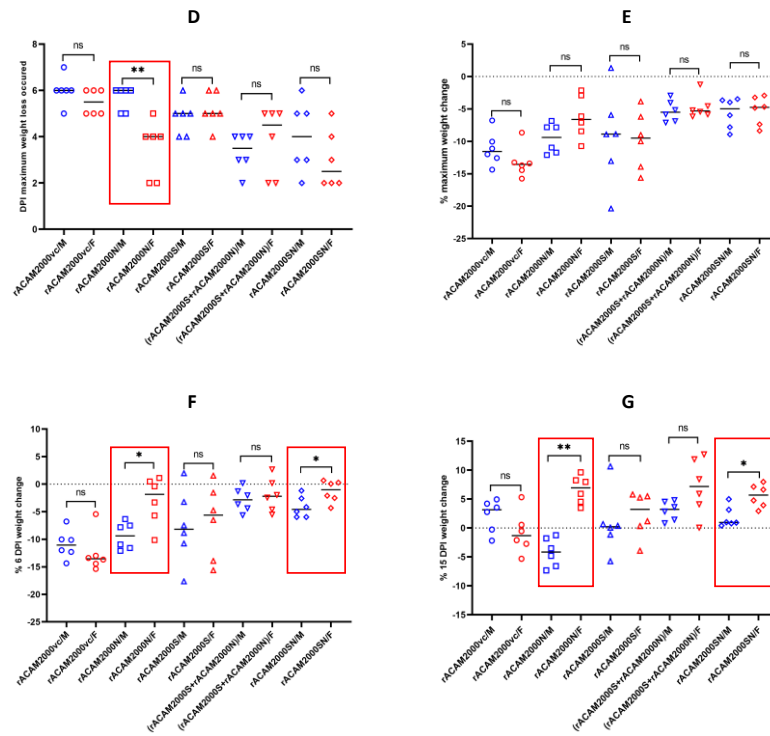 D
DPI maximum weight loss occured
8
6
4
2
0
ns
**
ns
ns
ns
rACAM2000vc/M
rACAM2000vc/F
rACAM2000N/M
rACAM2000N/F
rACAM2000S/M
rACAM2000S/F
(rACAM2000S+rACAM2000N)/M
(rACAM2000S+rACAM2000N)/F
rACAM2000SN/M
rACAM2000SN/F
E
% maximum weight change
5
0
-5
-10
-15
-20
-25
ns
ns
ns
ns
ns
rACAM2000vc/M
rACAM2000vc/F
rACAM2000N/M
rACAM2000N/F
rACAM2000S/M
rACAM2000S/F
(rACAM2000S+rACAM2000N)/M
(rACAM2000S+rACAM2000N)/F
rACAM2000SN/M
rACAM2000SN/F
F
% 6 DPI weight change
10
5
0
-5
-10
-15
-20
-25
ns
*
ns
ns
*
rACAM2000vc/M
rACAM2000vc/F
rACAM2000N/M
rACAM2000N/F
rACAM2000S/M
rACAM2000S/F
(rACAM2000S+rACAM2000N)/M
(rACAM2000S+rACAM2000N)/F
rACAM2000SN/M
rACAM2000SN/F
G
% 15 DPI weight change
20
15
10
5
0
-5
-10
-15
ns
**
ns
ns
*
rACAM2000vc/M
rACAM2000vc/F
rACAM2000N/M
rACAM2000N/F
rACAM2000S/M
rACAM2000S/F
(rACAM2000S+rACAM2000N)/M
(rACAM2000S+rACAM2000N)/F
rACAM2000SN/M
rACAM2000SN/F